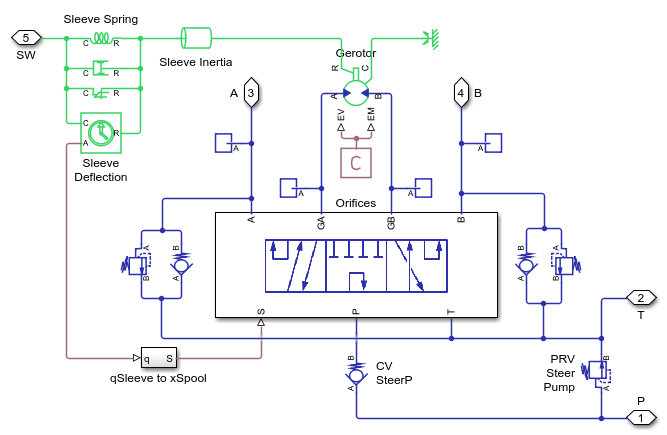 Sleeve Spring
5
SW
C
R
C
R
C
R
Sleeve Inertia
Gerotor
R
C
A
B
EV
EM
C
C
A
R
Sleeve
Deflection
A
3
4
B
A
A
A
A
Orifices
A
GA
GB
B
S
P
T
A
B
B
A
B
A
A
B
2
T
q
S
qSleeve to xSpool
B
A
CV
SteerP
PRV
Steer
Pump
B
A
P
1